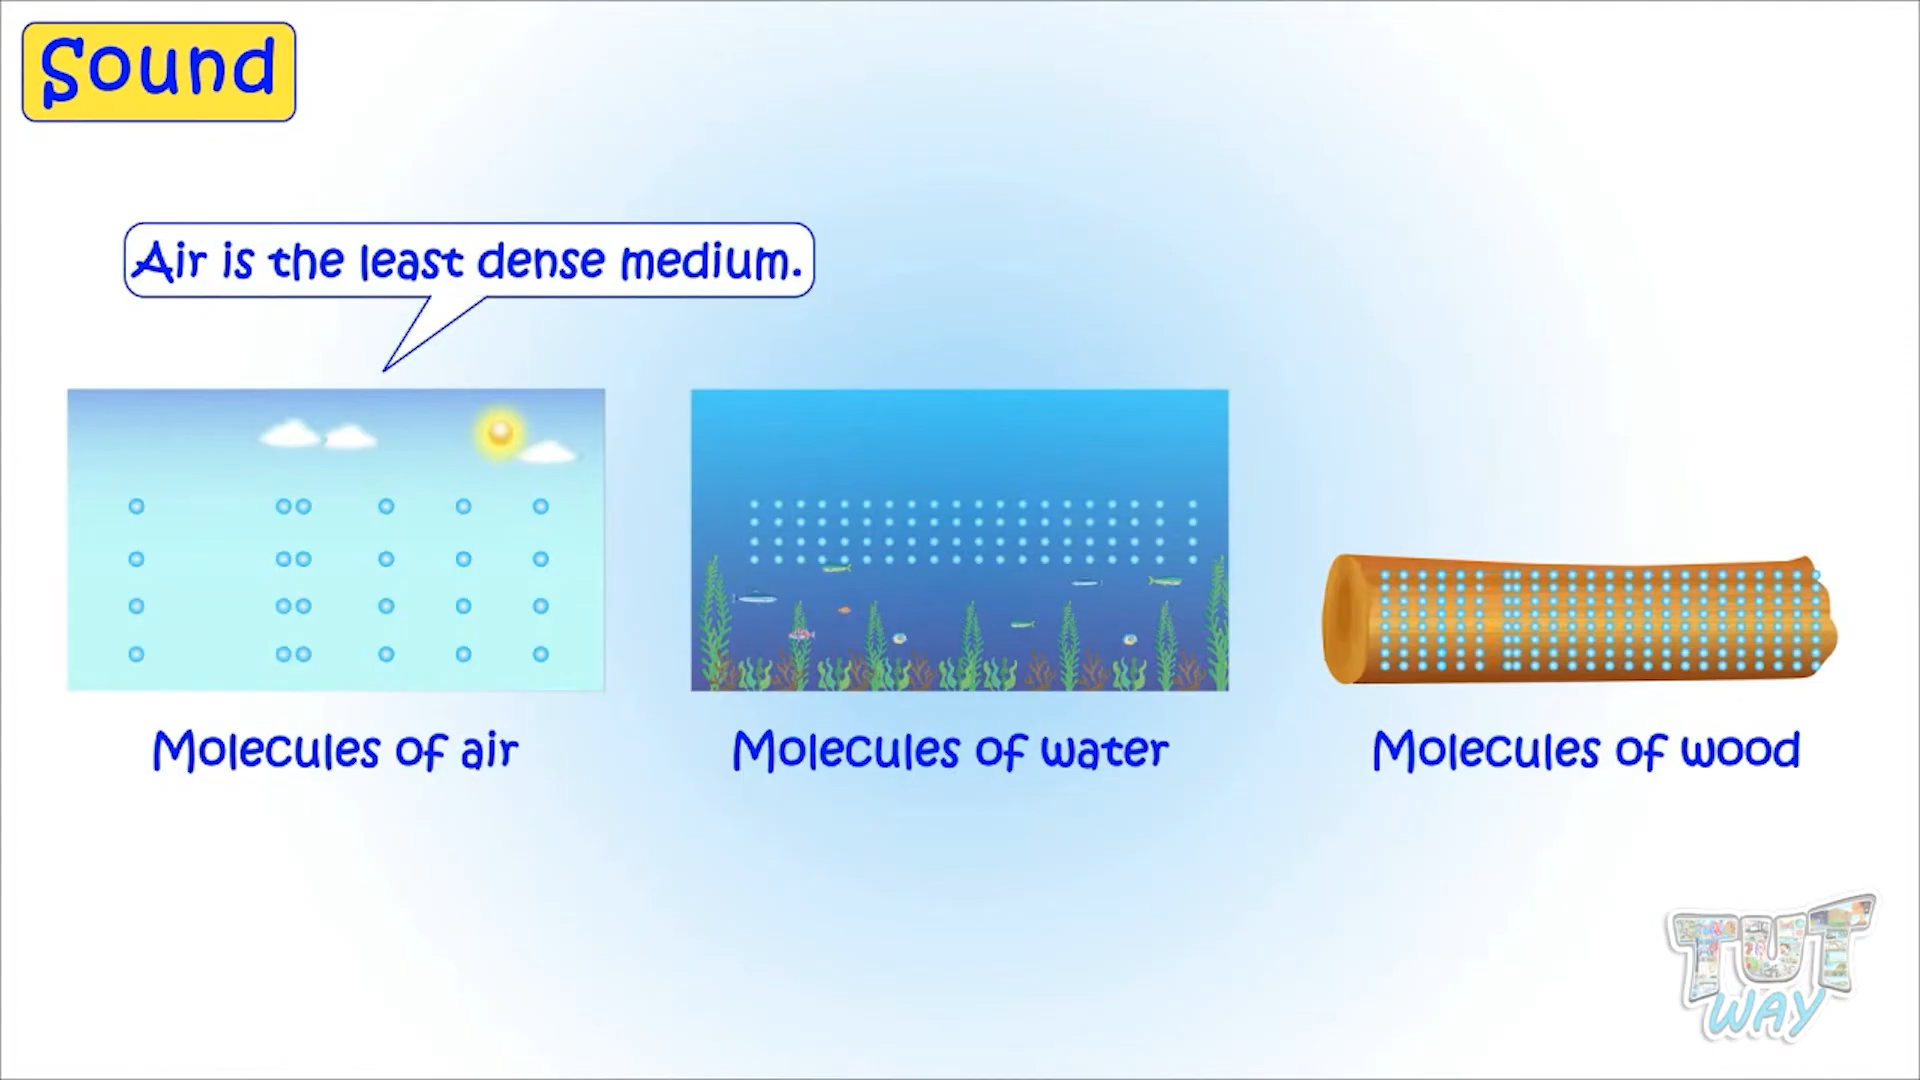 Sound
Air is the least dense medium.
Molecules of air
Molecules of water
Molecules of wood
TUT
WAY